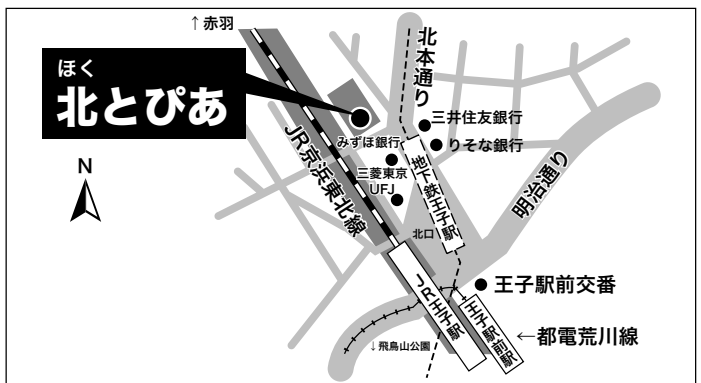 ↑赤羽
ほく
北とぴあ
北本通り
三井住友銀行
りそな銀行
みずほ銀行
三菱東京
UFJ
JR京浜東北線
地下鉄王子駅
明治通り
N
北口
JR王子駅
王子駅前交番
王子駅前駅
←都電荒川線
↓飛鳥山公園